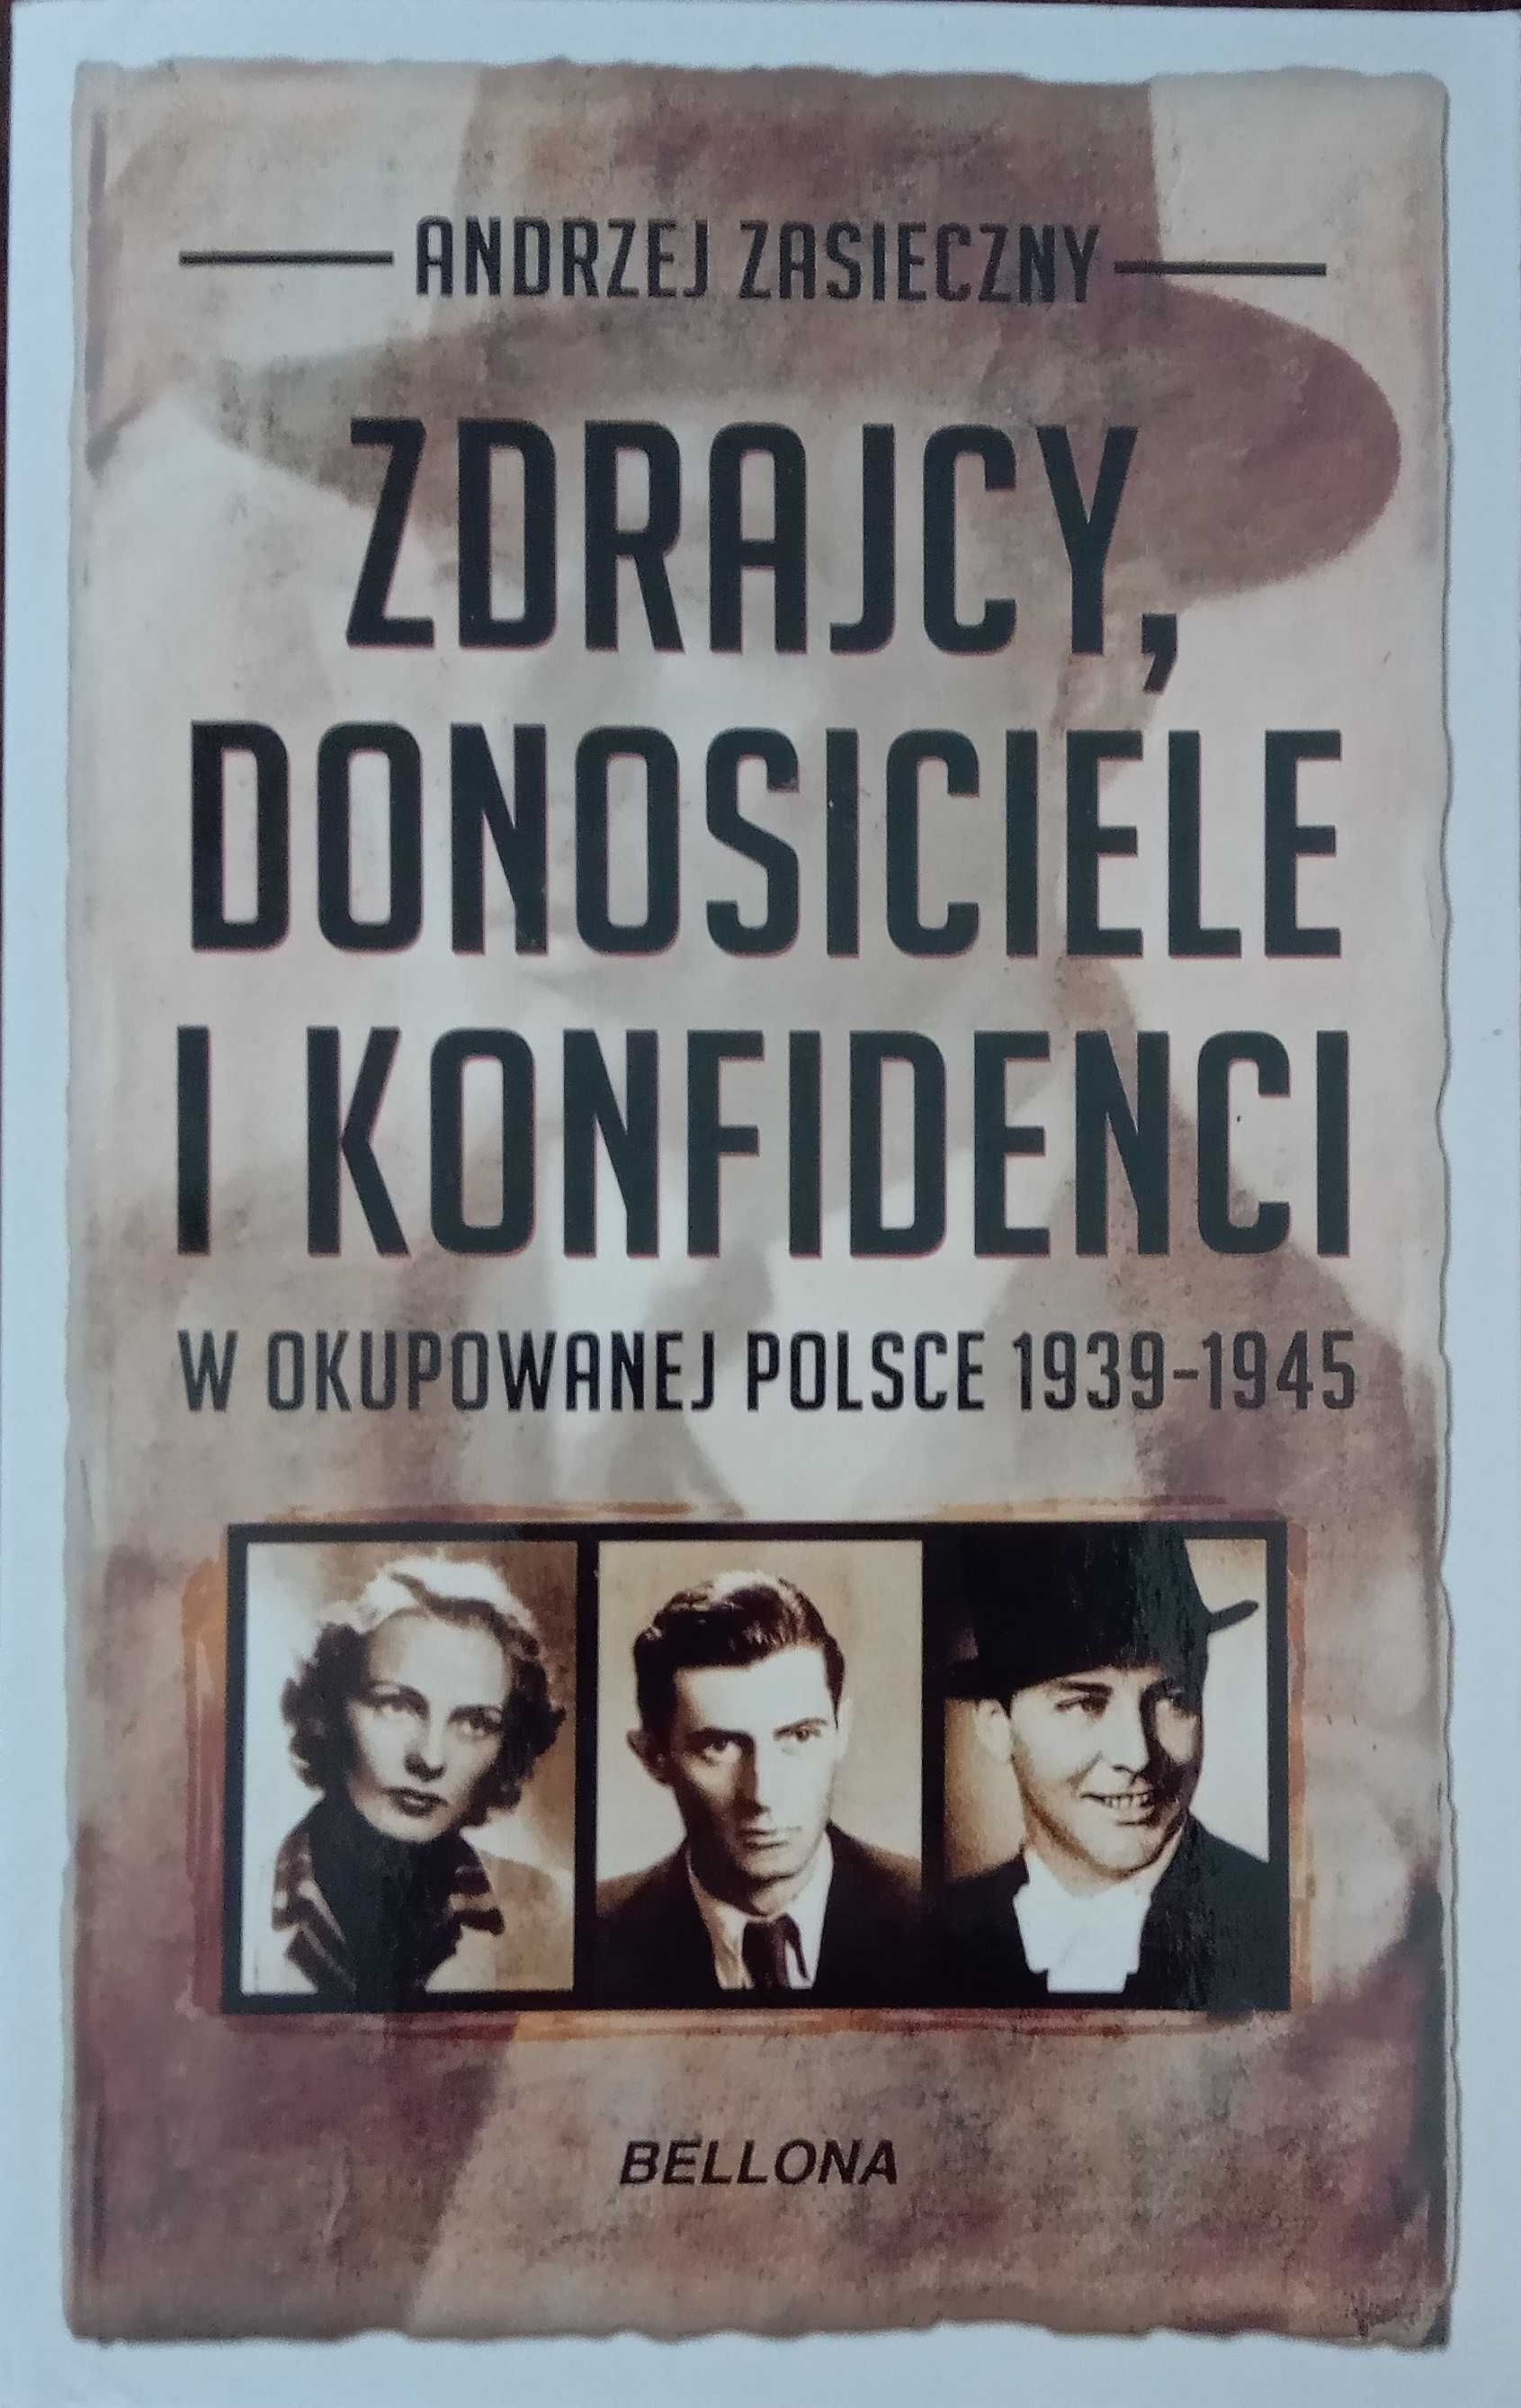 ANDRZEJ ZASIECZNY
ZDRAJCY,
DONOSICIELE
I KONFIDENCI
W OKUPOWANEJ POLSCE 1939-1945
BELLONA